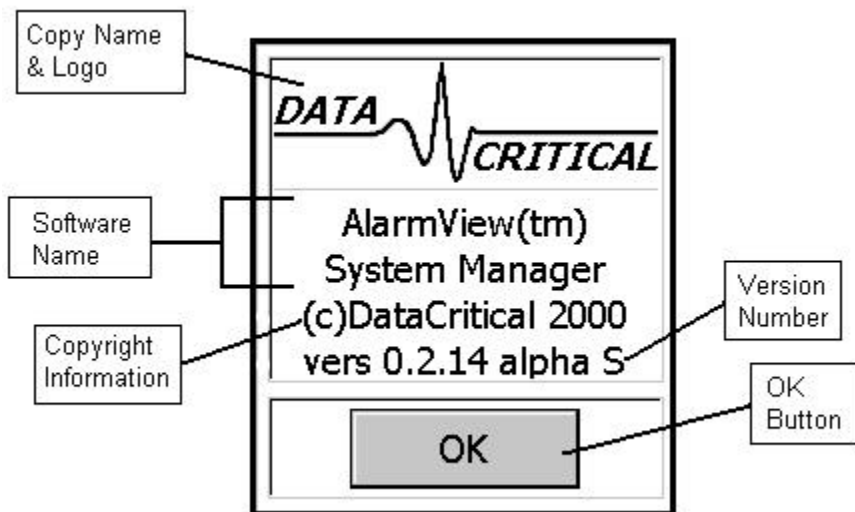 Copy Name
& Logo
DATA
CRITICAL
Software
Name
AlarmView(tm)
System Manager
(c)DataCritical 2000
vers 0.2.14 alpha S
Version
Number
Copyright
Information
OK
Button
OK